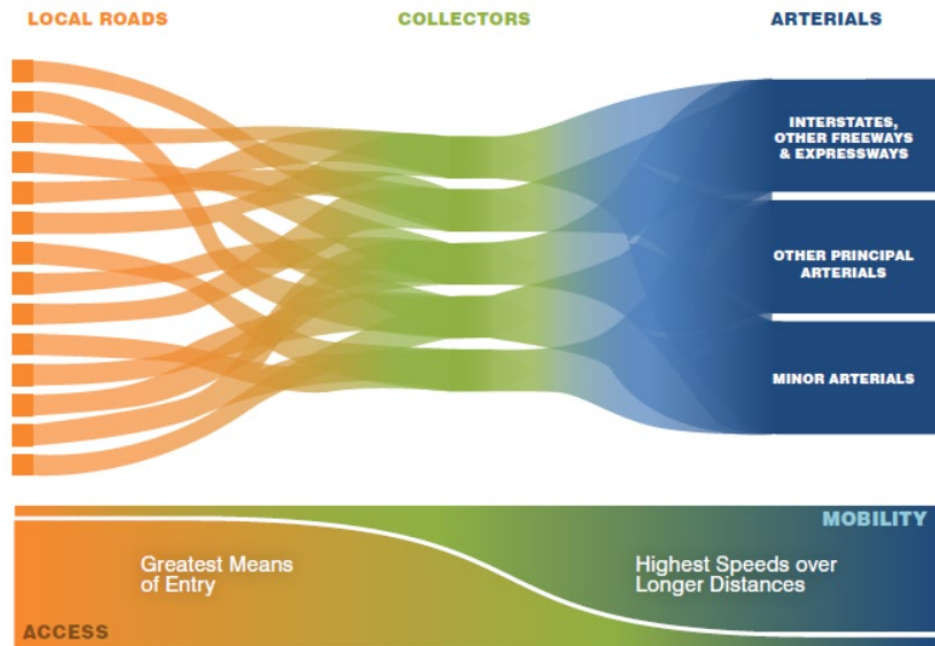 LOCAL ROADS
COLLECTORS
ARTERIALS
INTERSTATES,
OTHER FREEWAYS
& EXPRESSWAYS
OTHER PRINCIPAL
ARTERIALS
MINOR ARTERIALS
MOBILITY
Greatest Means
of Entry
Highest Speeds over
Longer Distances
ACCESS